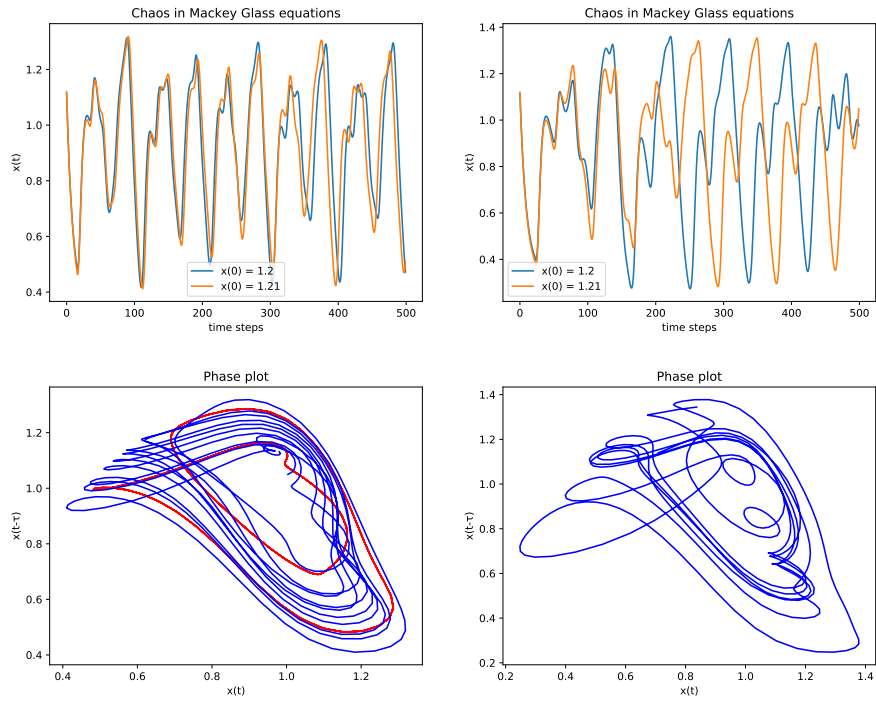 Chaos in Mackey Glass equations
1.2
1.0
0.8
0.6
0.4
x(t)
x(0) = 1.2
x(0) = 1.21
0 100 200 300 400 500
time steps
Chaos in Mackey Glass equations
1.4
1.2
1.0
0.8
0.6
0.4
x(t)
x(0) = 1.2
x(0) = 1.21
0 100 200 300 400 500
time steps
Phase plot
1.2
1.0
0.8
0.6
0.4
x(t-τ)
0.4 0.6 0.8 1.0 1.2
x(t)
Phase plot
1.4
1.2
1.0
0.8
0.6
0.4
0.2
x(t-τ)
0.2 0.4 0.6 0.8 1.0 1.2 1.4
x(t)